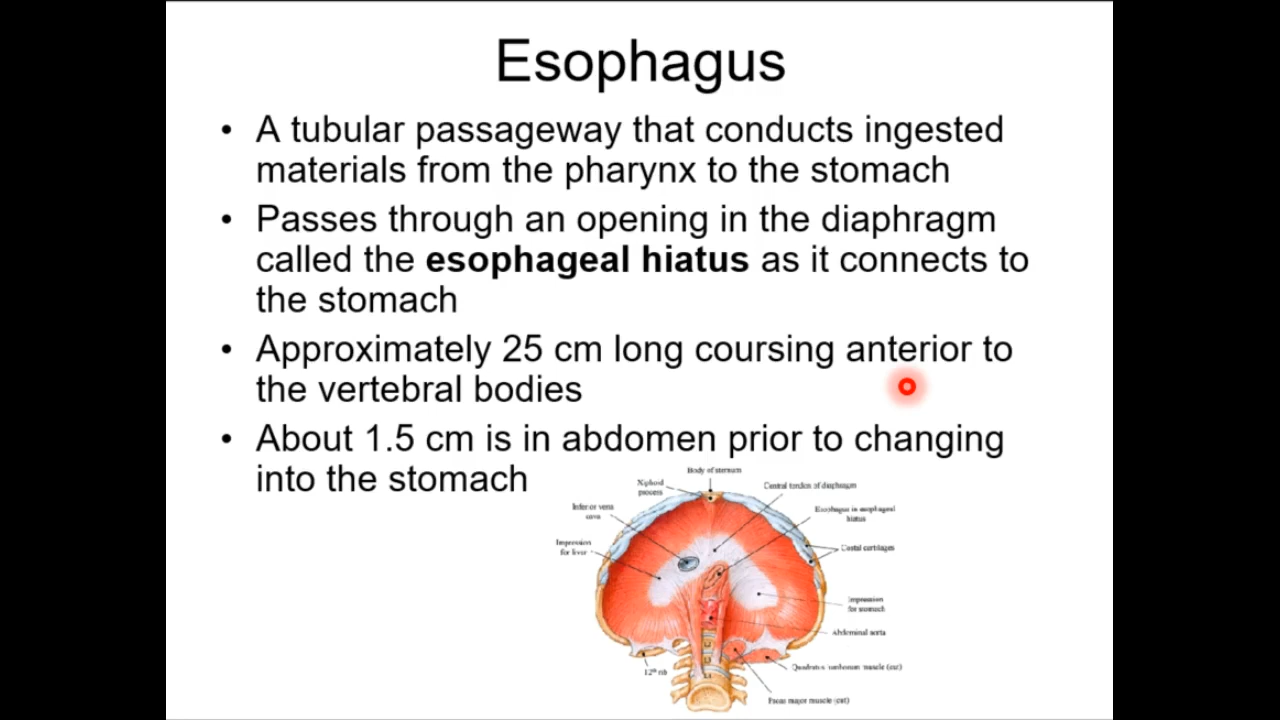 Esophagus
• A tubular passageway that conducts ingested
materials from the pharynx to the stomach
• Passes through an opening in the diaphragm
called the esophageal hiatus as it connects to
the stomach
• Approximately 25 cm long coursing anterior to
the vertebral bodies
• About 1.5 cm is in abdomen prior to changing
into the stomach
Body of sternum
Xiphoid
process
Central tendon of diaphragm
Inferior vena
cava
Esophagus in esophageal
hiatus
Impression
for liver
Costal cartilages
Impression
for stomach
Abdominal aorta
Quadratus lumborum muscle (cut)
12th rib
Psoas major muscle (cut)